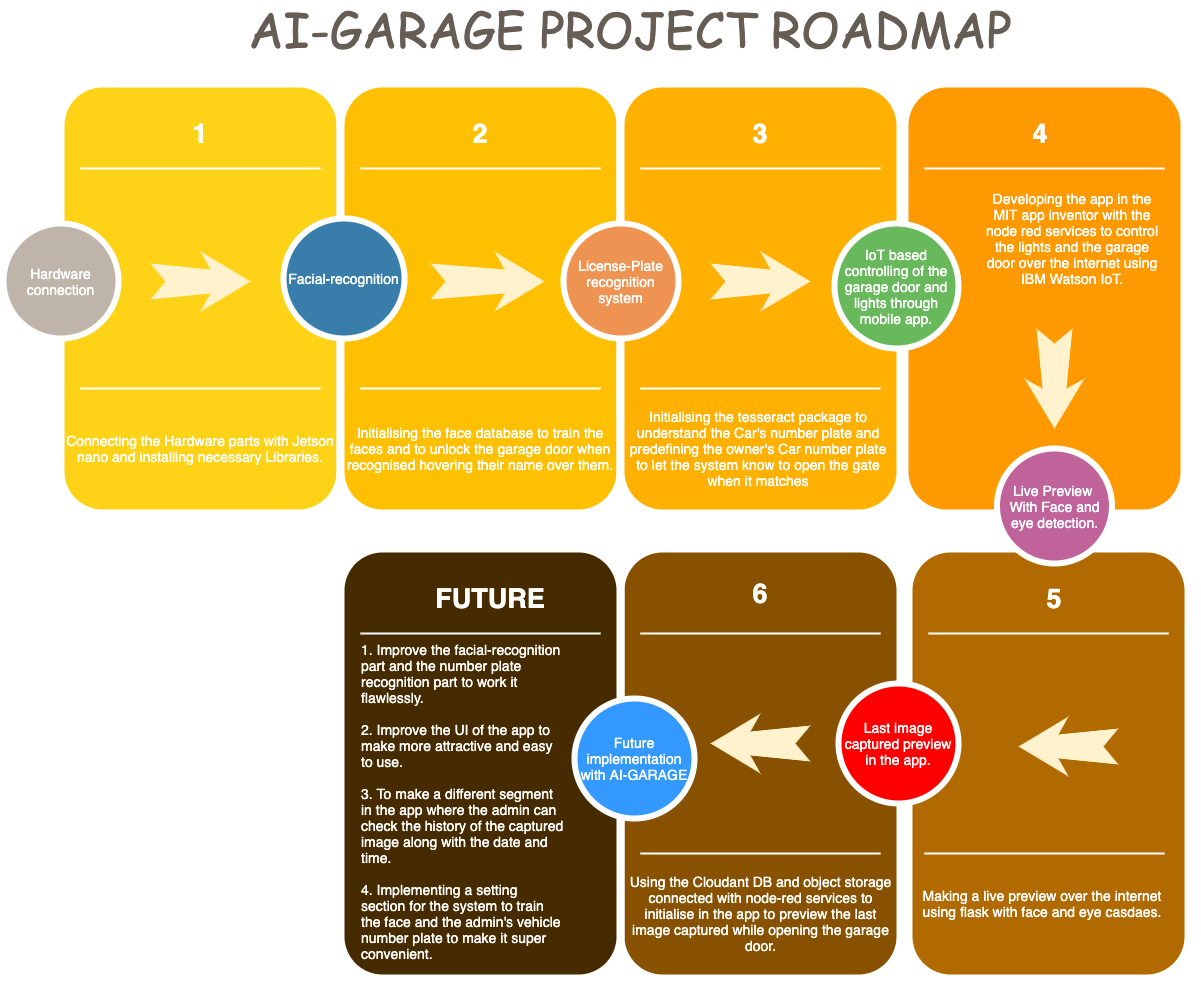 AI-GARAGE PROJECT ROADMAP
1
Hardware
connection
Connecting the Hardware parts with Jetson
nano and installing necessary Libraries.
2
Facial-recognition
Initialising the face database to train the
faces and to unlock the garage door when
recognised hovering their name over them.
3
License-Plate
recognition
system
Initialising the tesseract package to
understand the Car's number plate and
predefining the owner's Car number plate
to let the system know to open the gate
when it matches
4
IoT based
controlling of the
garage door and
lights through
mobile app.
Developing the app in the
MIT app inventor with the
node red services to control
the lights and the garage
door over the internet using
IBM Watson IoT.
Live Preview
With Face and
eye detection.
5
Making a live preview over the internet
using flask with face and eye casdaes.
6
Last image
captured preview
in the app.
Using the Cloudant DB and object storage
connected with node-red services to
initialise in the app to preview the last
image captured while opening the garage
door.
Future
implementation
with AI-GARAGE
FUTURE
1. Improve the facial-recognition
part and the number plate
recognition part to work it
flawlessly.
2. Improve the UI of the app to
make more attractive and easy
to use.
3. To make a different segment
in the app where the admin can
check the history of the captured
image along with the date and
time.
4. Implementing a setting
section for the system to train
the face and the admin's vehicle
number plate to make it super
convenient.